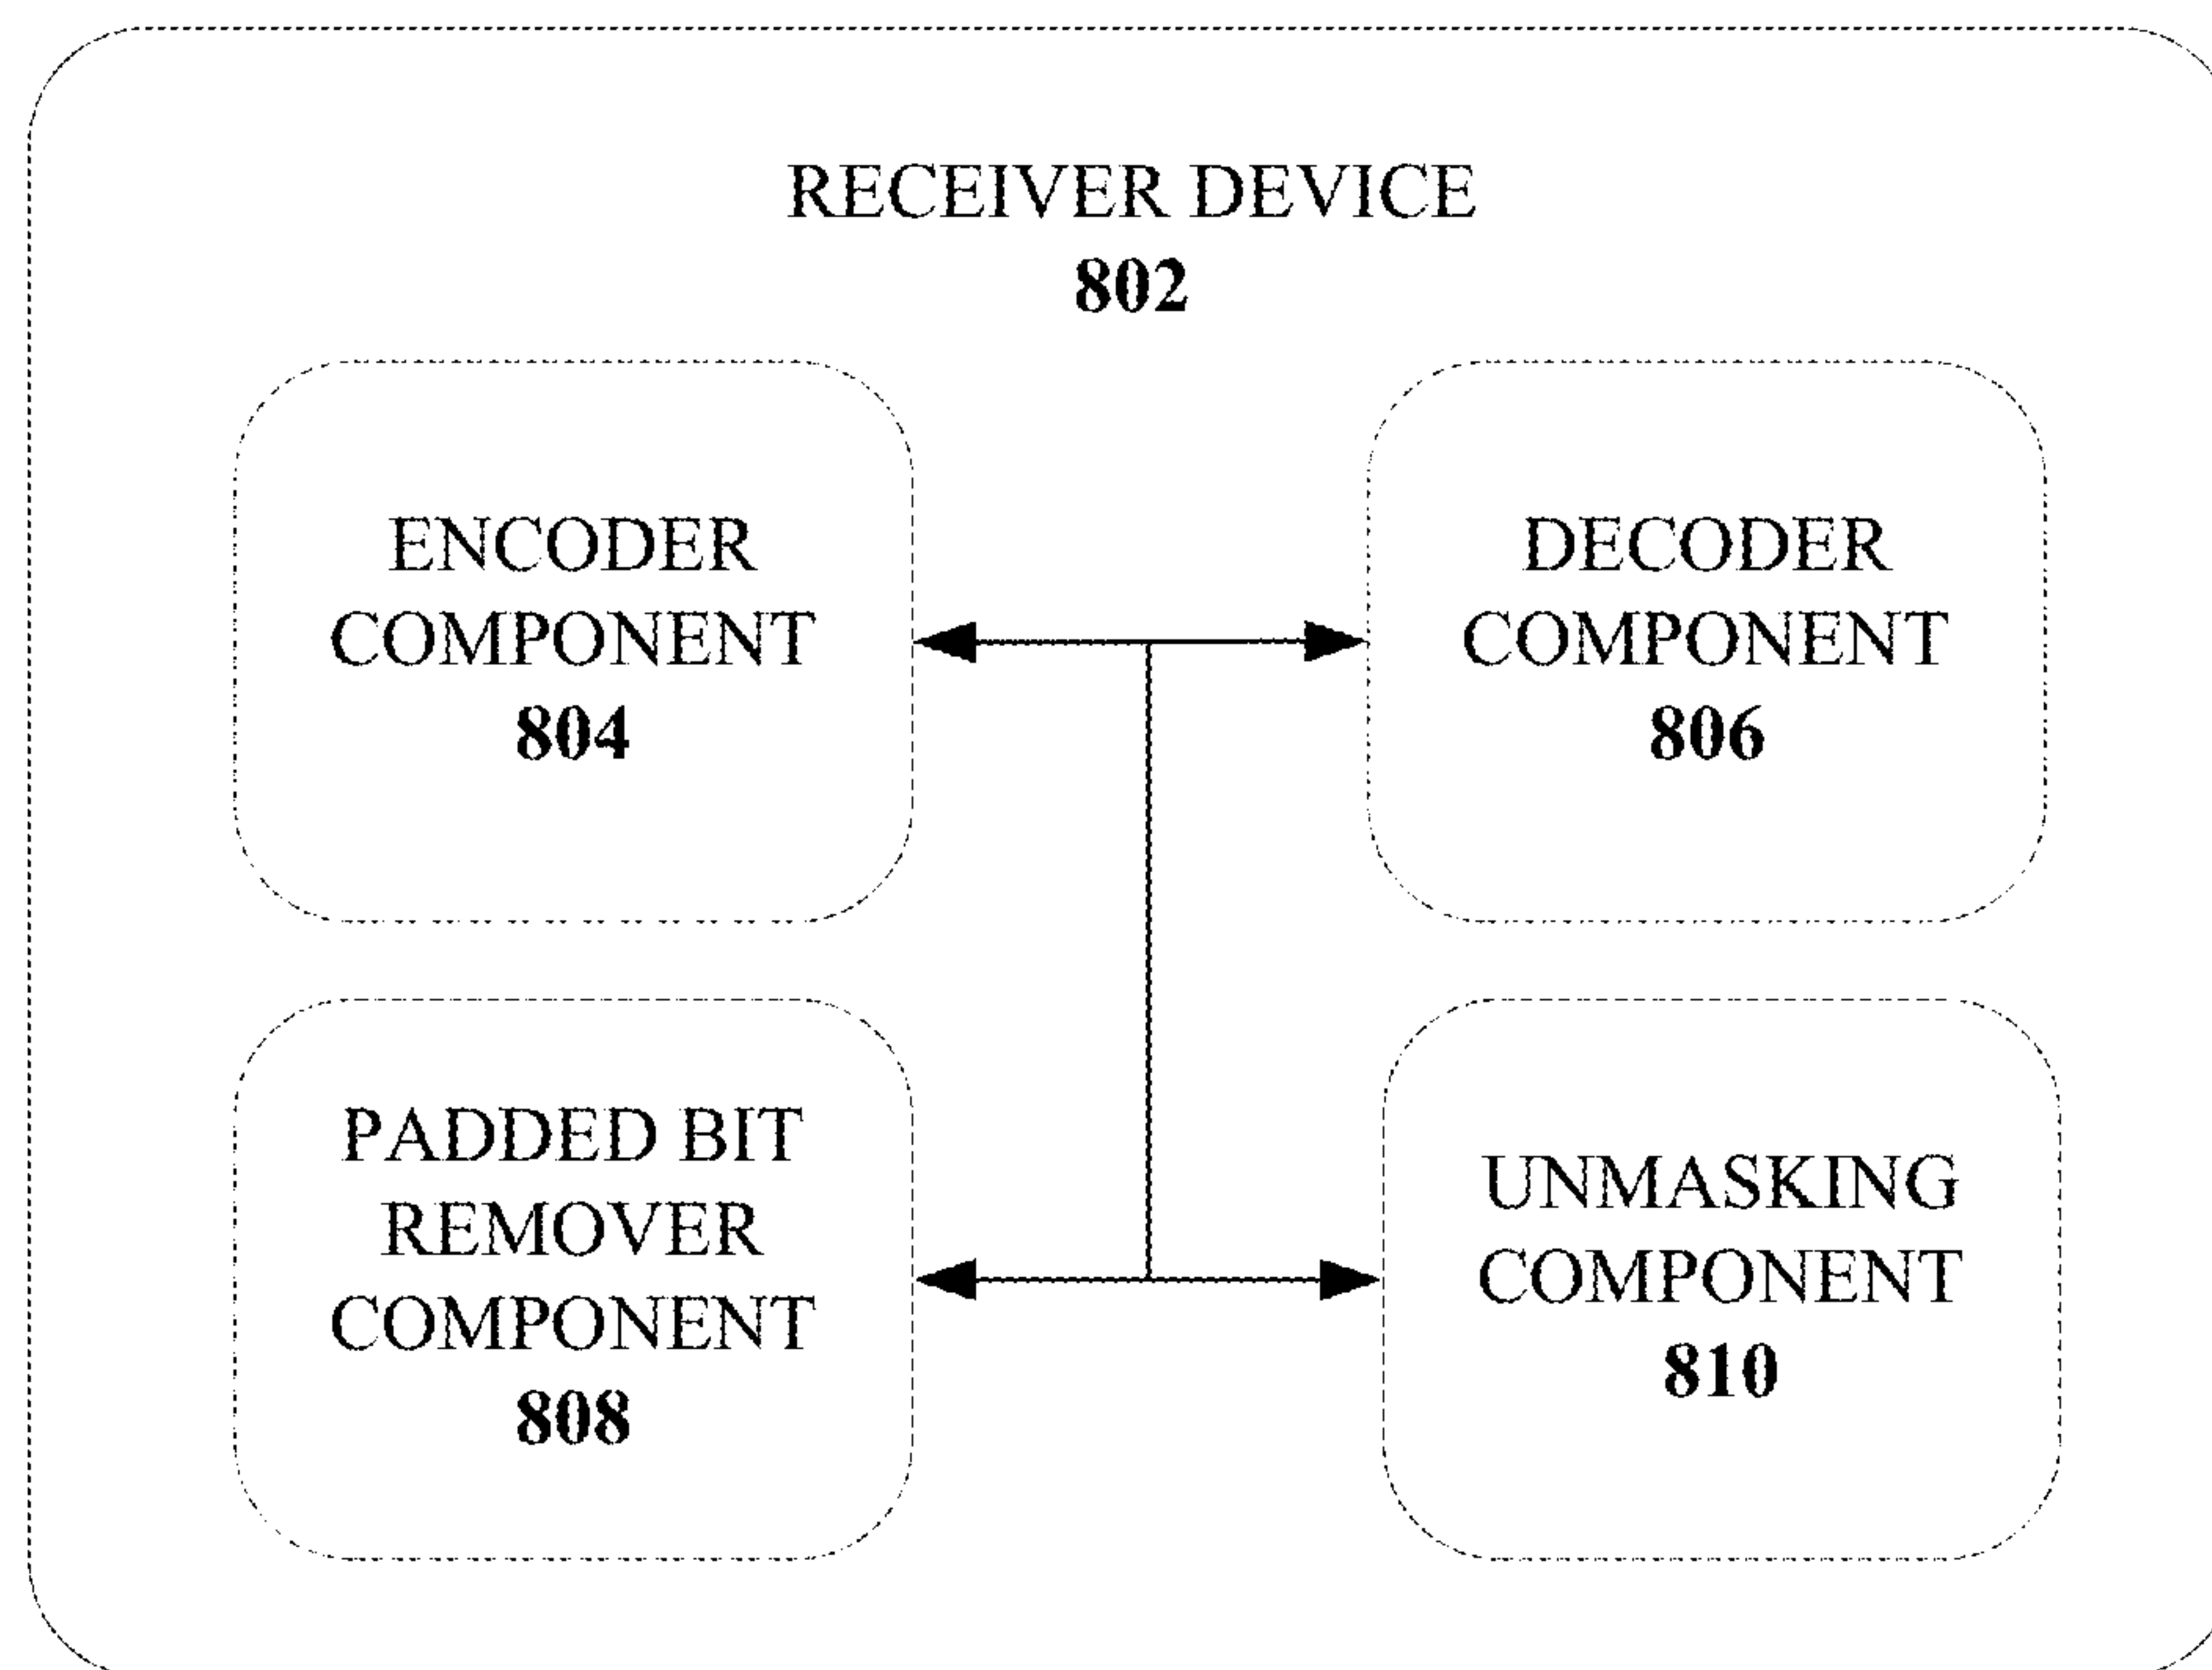 RECEIVER DEVICE
802
ENCODER
COMPONENT
804
DECODER
COMPONENT
806
PADDED BIT
REMOVER
COMPONENT
808
UNMASKING
COMPONENT
810